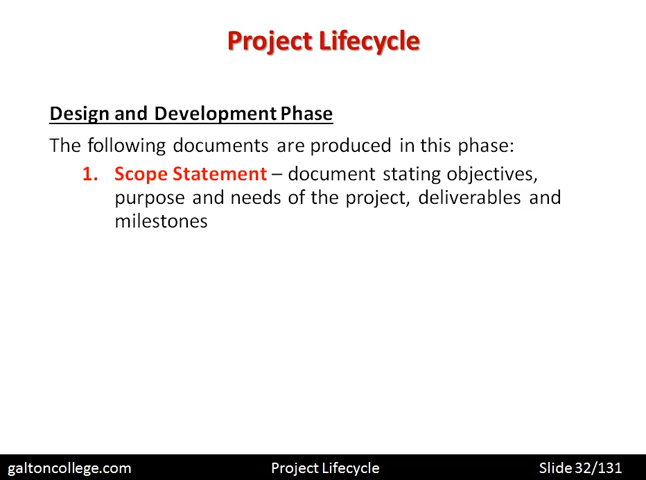 Project Lifecycle
Design and Development Phase
The following documents are produced in this phase:
1. Scope Statement – document stating objectives,
purpose and needs of the project, deliverables and
milestones
galtoncollege.com Project Lifecycle Slide 32/131